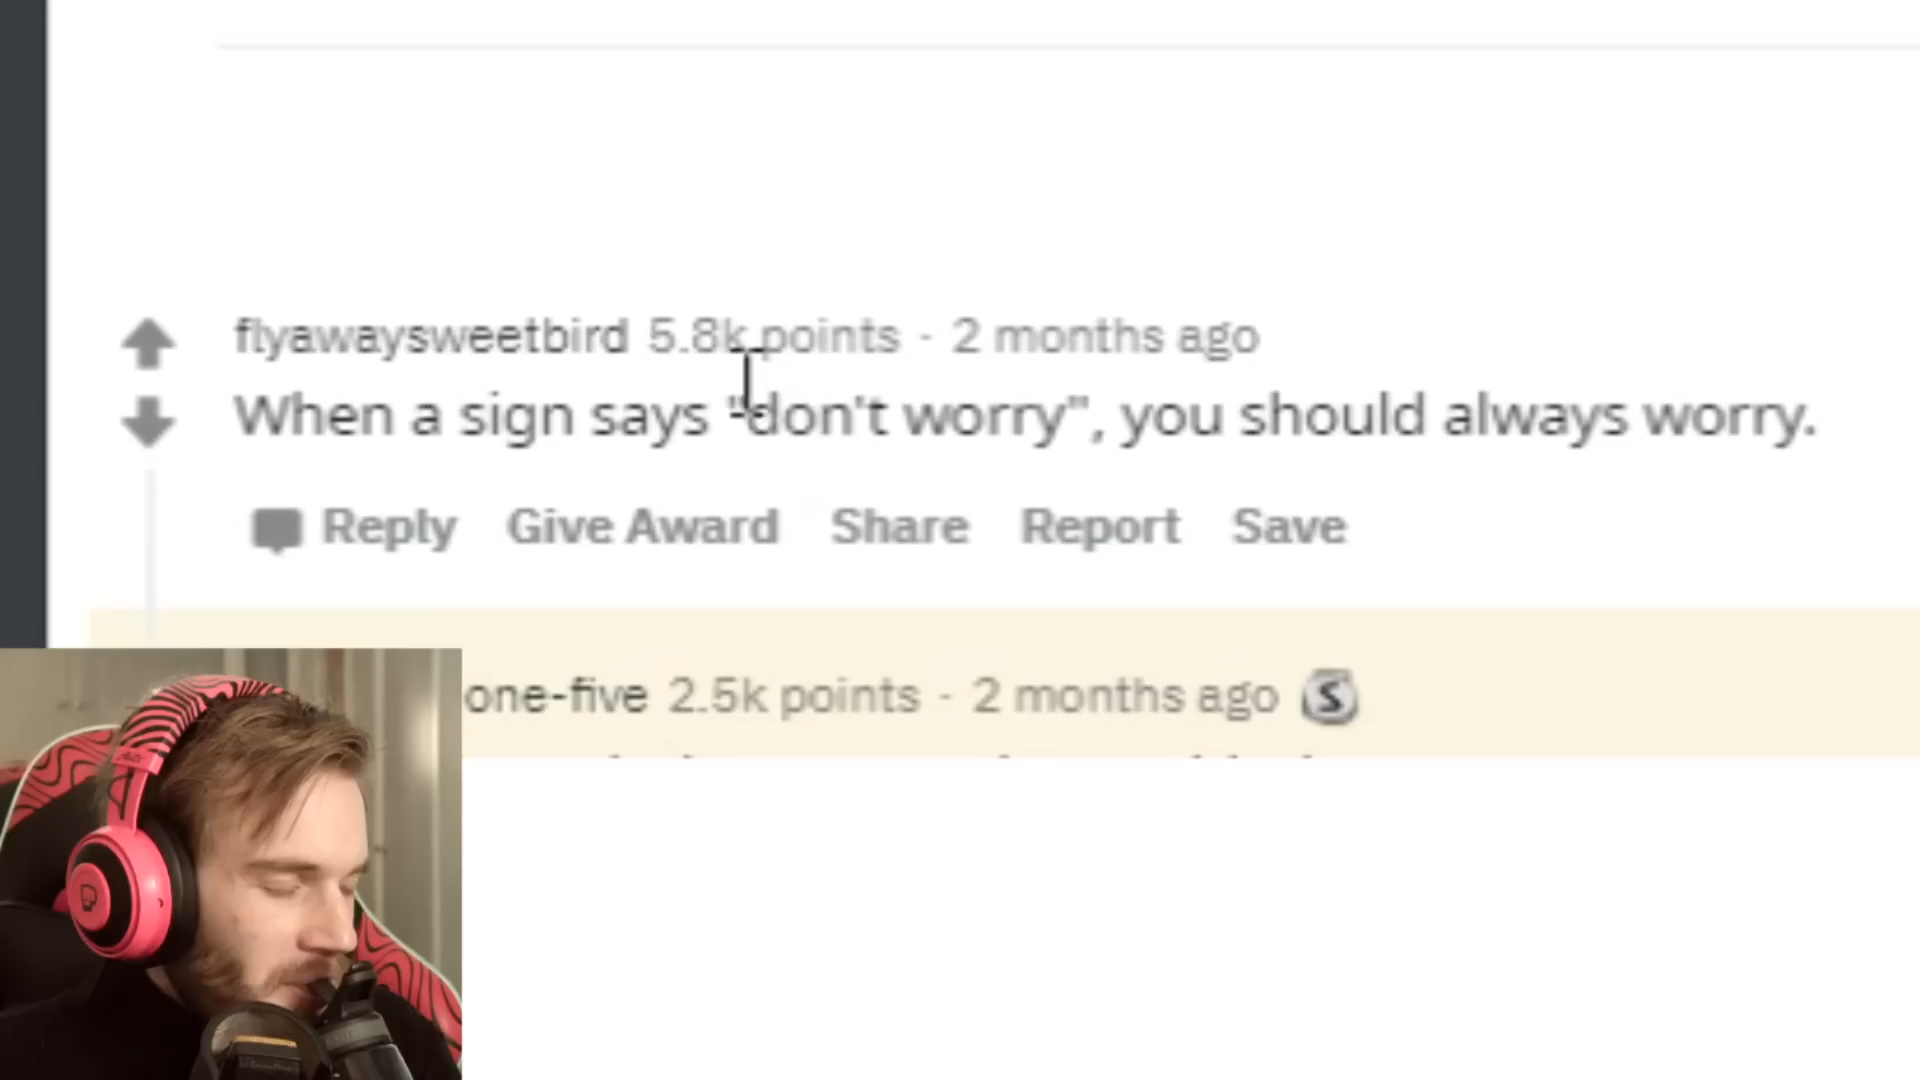 flyawaysweetbird 5.8k points · 2 months ago
When a sign says "don't worry", you should always worry.
Reply Give Award Share Report Save
one-five 2.5k points · 2 months ago S